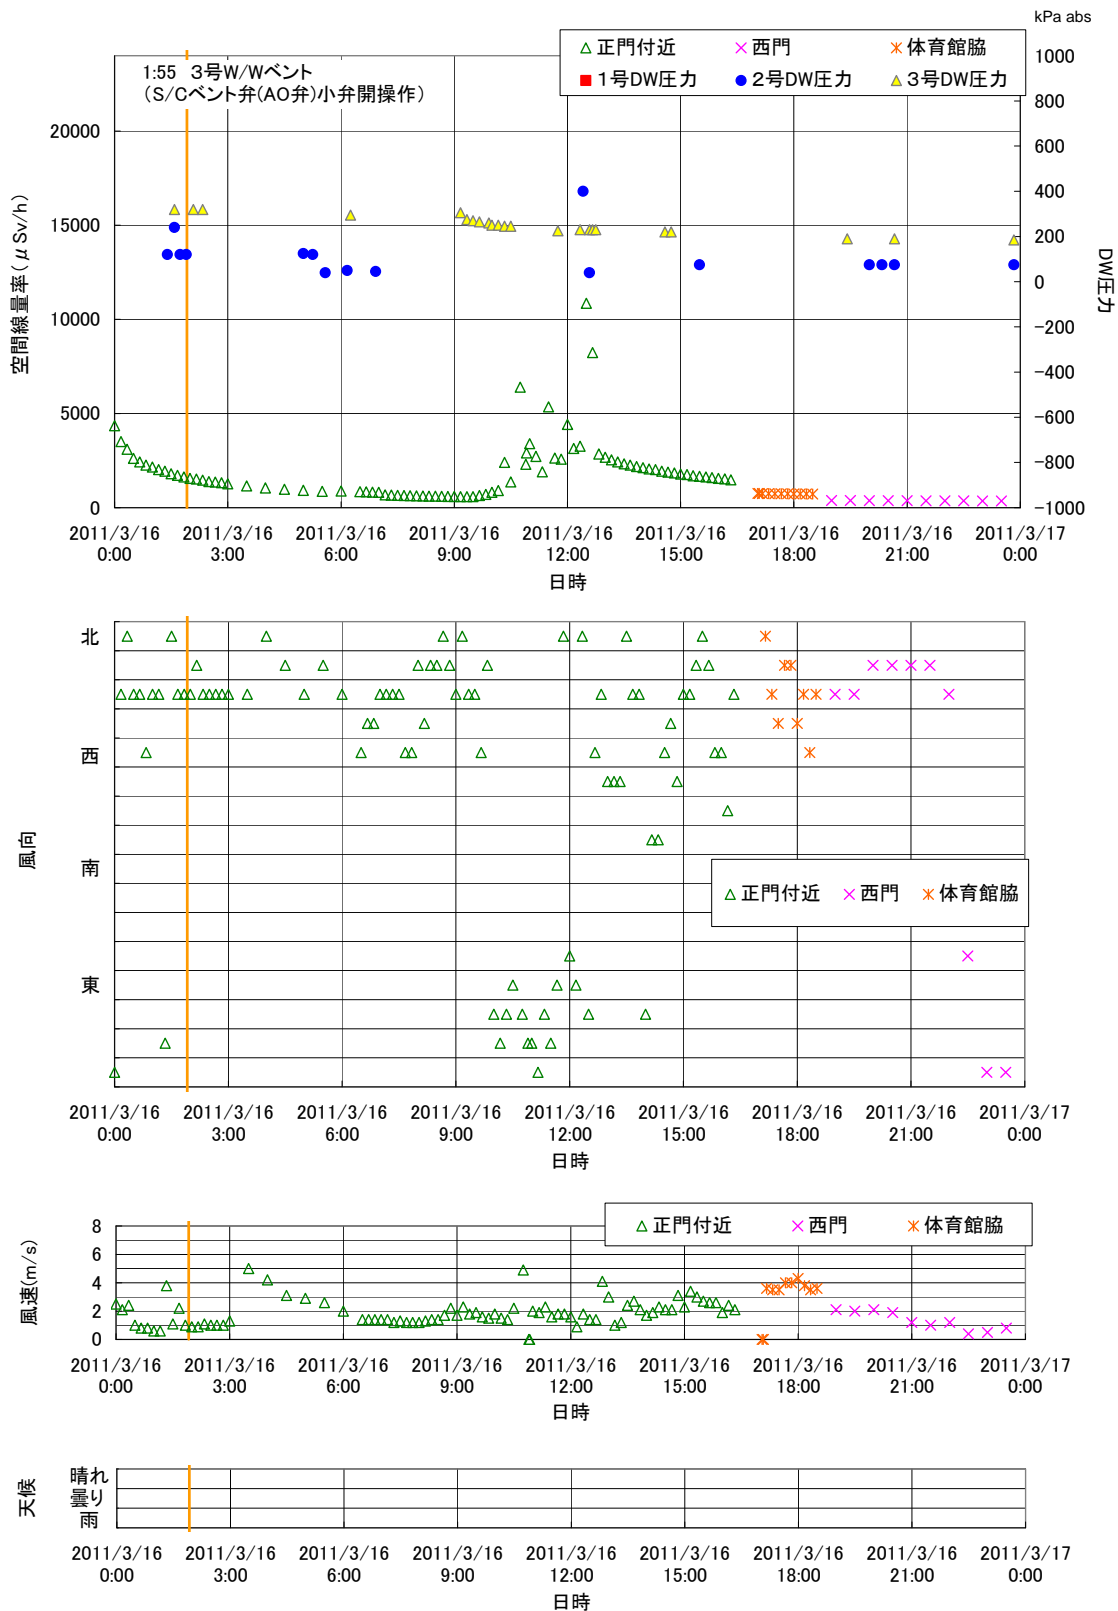 kPa abs
△ 正門付近 × 西門 体育館脇
1号DW圧力 2号DW圧力 3号DW圧力
1:55 3号W/Wベント
（S/Cベント弁(AO弁)小弁開操作）
空間線量率(μSv/h)
20000
15000
10000
5000
0
1000
800
600
400
200
0
−200
−400
−600
−800
−1000
DW圧力
2011/3/16 2011/3/16 2011/3/16 2011/3/16 2011/3/16 2011/3/16 2011/3/16 2011/3/16 2011/3/17
0:00 3:00 6:00 9:00 12:00 15:00 18:00 21:00 0:00
日時
風向
北
西
南
東
正門付近 西門 体育館脇
2011/3/16 2011/3/16 2011/3/16 2011/3/16 2011/3/16 2011/3/16 2011/3/16 2011/3/16 2011/3/17
0:00 3:00 6:00 9:00 12:00 15:00 18:00 21:00 0:00
日時
正門付近 西門 体育館脇
風速(m/s)
8
6
4
2
0
2011/3/16 2011/3/16 2011/3/16 2011/3/16 2011/3/16 2011/3/16 2011/3/16 2011/3/16 2011/3/17
0:00 3:00 6:00 9:00 12:00 15:00 18:00 21:00 0:00
日時
天候
晴れ
曇り
雨
2011/3/16 2011/3/16 2011/3/16 2011/3/16 2011/3/16 2011/3/16 2011/3/16 2011/3/16 2011/3/17
0:00 3:00 6:00 9:00 12:00 15:00 18:00 21:00 0:00
日時